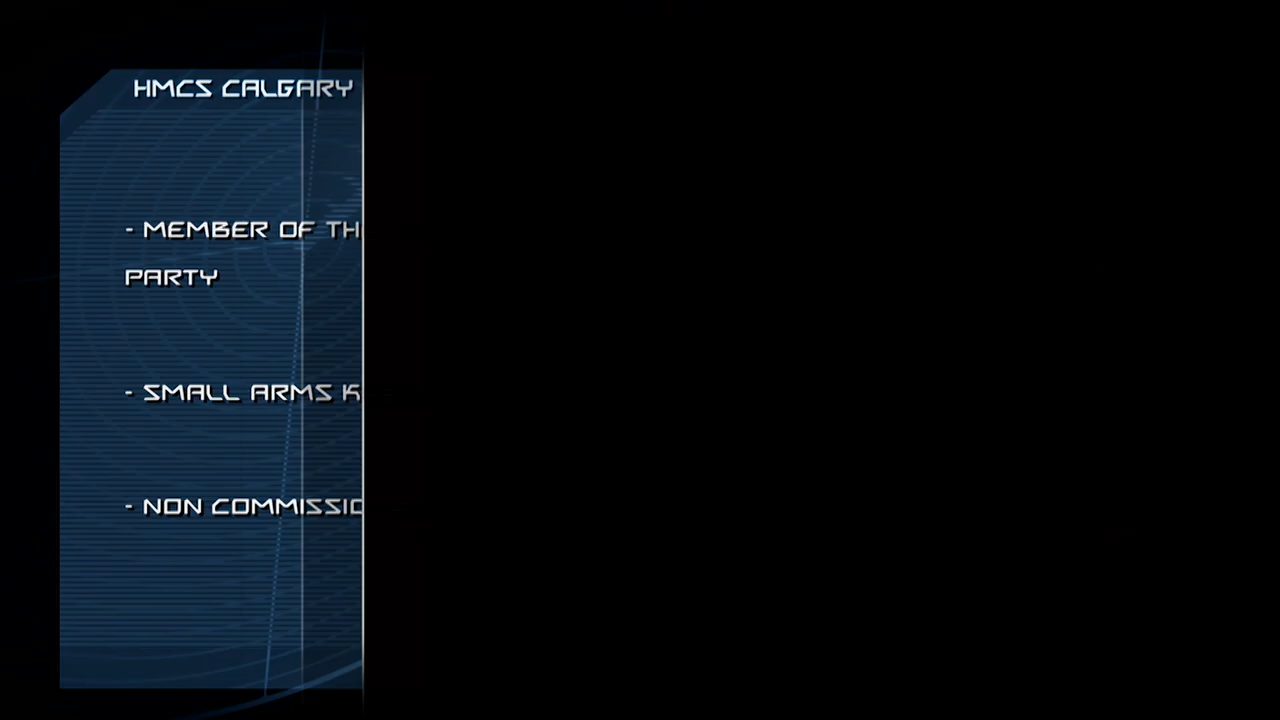 HMCS CALGARY
- MEMBER OF TH
PARTY
- SMALL ARMS K
- NON COMMISSIO